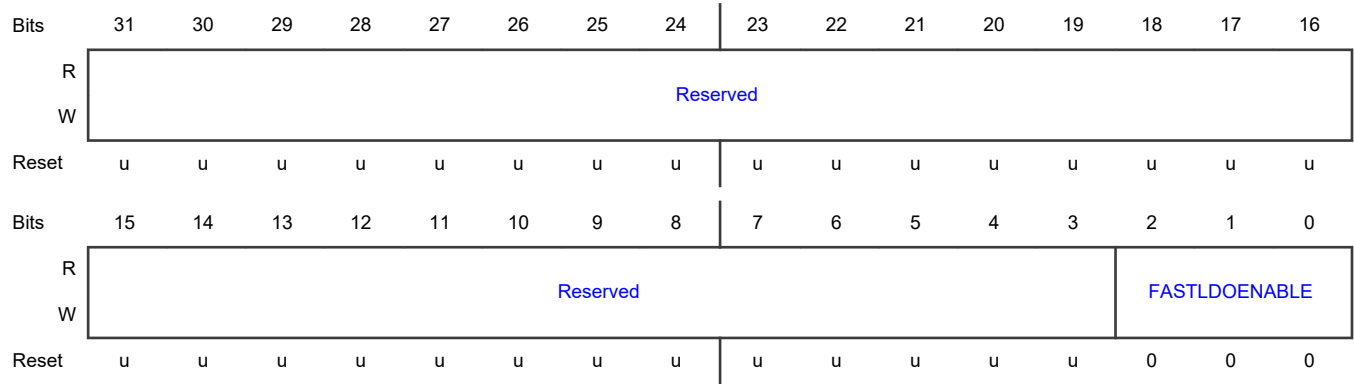 Bits 31 30 29 28 27 26 25 24 23 22 21 20 19 18 17 16
R
Reserved
W
Reset u u u u u u u u u u u u u u u u
Bits 15 14 13 12 11 10 9 8 7 6 5 4 3 2 1 0
R
Reserved FASTLDOENABLE
W
Reset u u u u u u u u u u u u u 0 0 0